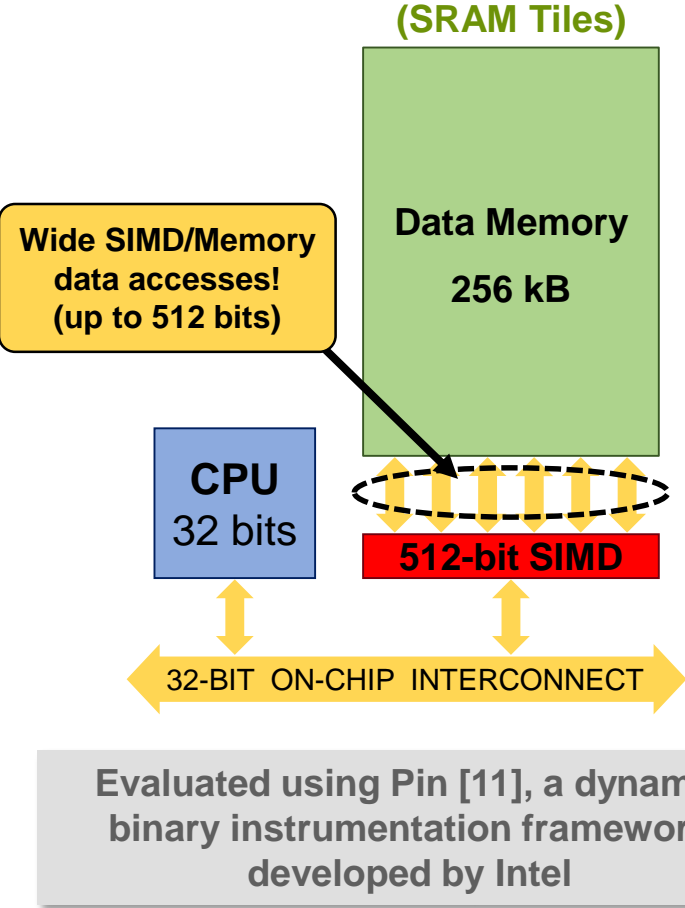 (SRAM Tiles)
Data Memory
256 kB
Wide SIMD/Memory
data accesses!
(up to 512 bits)
CPU
32 bits
512-bit SIMD
32-BIT ON-CHIP INTERCONNECT
Evaluated using Pin [11], a dynam
binary instrumentation framewor
developed by Intel